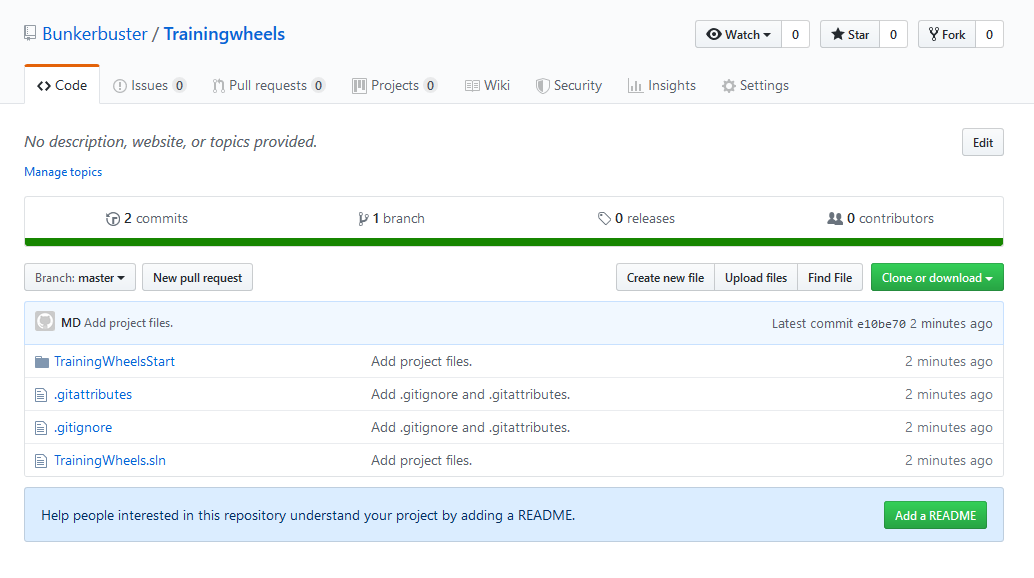 Bunkerbuster / Trainingwheels Watch 0 Star 0 Fork 0
Code Issues 0 Pull requests 0 Projects 0 Wiki Security Insights Settings
No description, website, or topics provided. Edit
Manage topics
2 commits 1 branch 0 releases 0 contributors
Branch: master New pull request Create new file Upload files Find File Clone or download
MD Add project files. Latest commit e10be70 2 minutes ago
TrainingWheelsStart Add project files. 2 minutes ago
.gitattributes Add .gitignore and .gitattributes. 2 minutes ago
.gitignore Add .gitignore and .gitattributes. 2 minutes ago
TrainingWheels.sln Add project files. 2 minutes ago
Help people interested in this repository understand your project by adding a README. Add a README